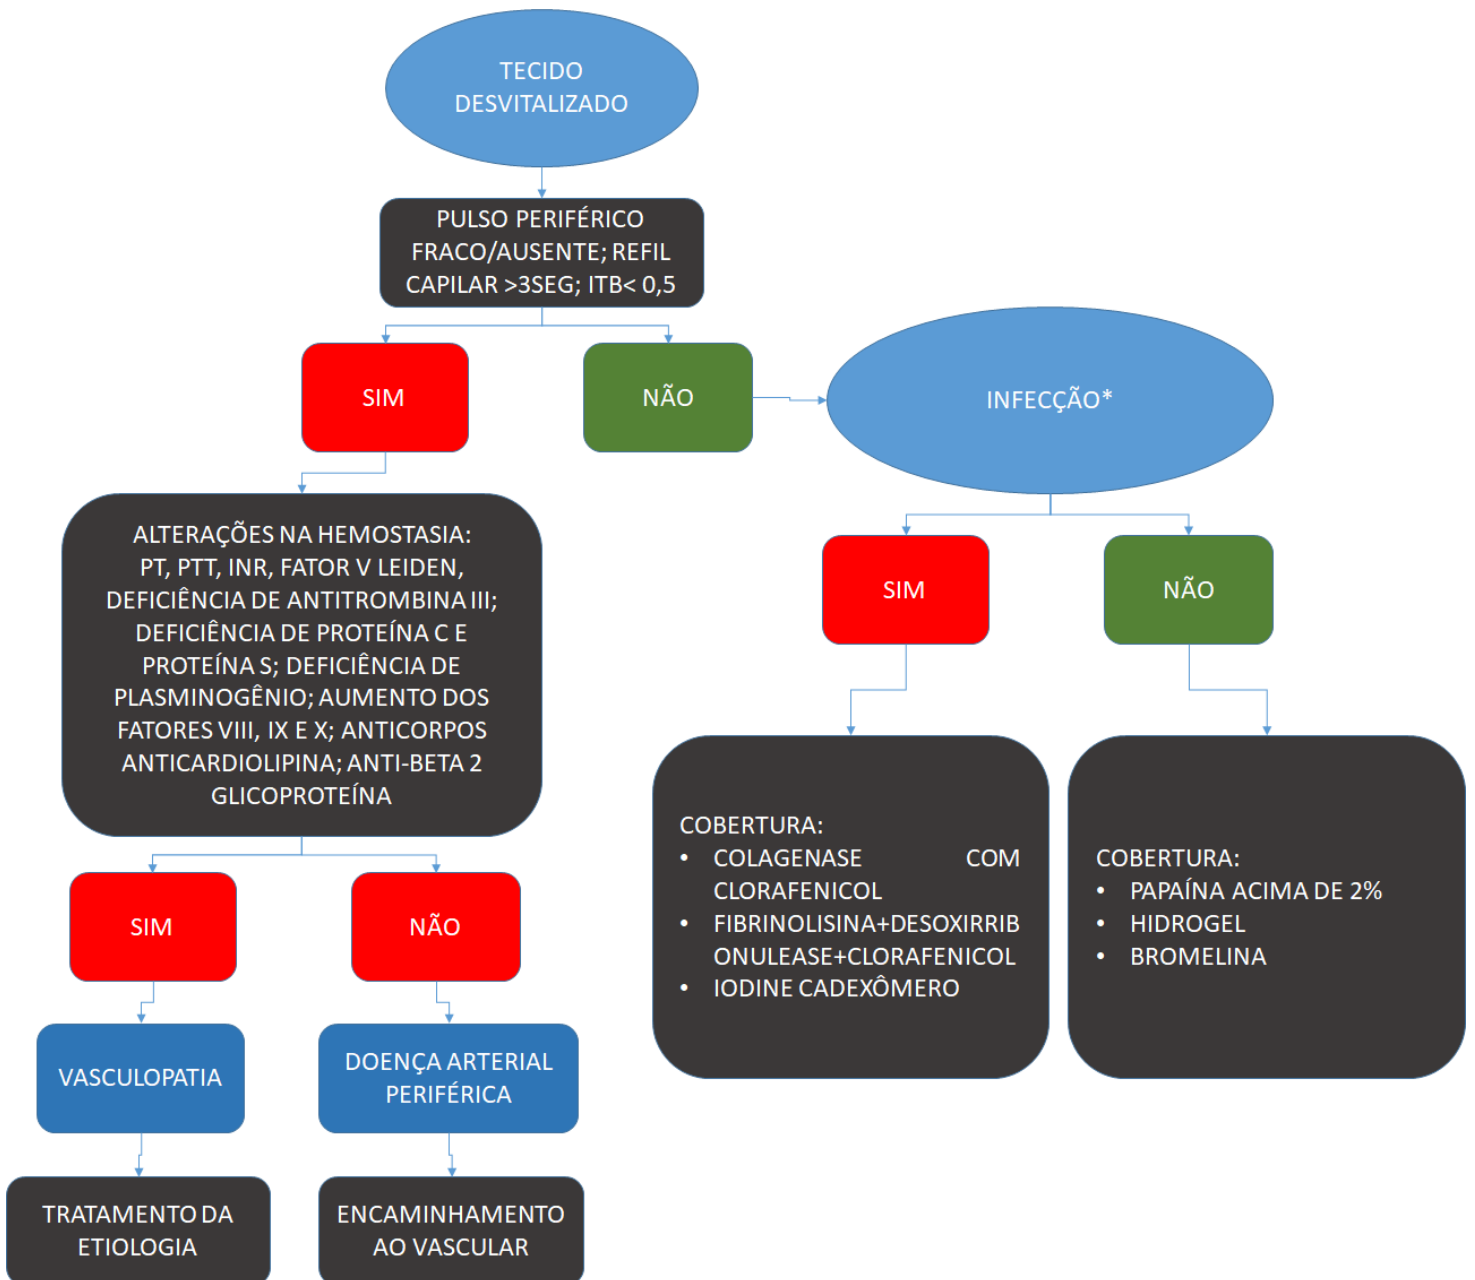 TECIDO
DESVITALIZADO
PULSO PERIFÉRICO
FRACO/AUSENTE; REFIL
CAPILAR >3SEG; ITB< 0,5
SIM
NÃO
INFECÇÃO*
ALTERAÇÕES NA HEMOSTASIA:
PT, PTT, INR, FATOR V LEIDEN,
DEFICIÊNCIA DE ANTITROMBINA III;
DEFICIÊNCIA DE PROTEÍNA C E
PROTEÍNA S; DEFICIÊNCIA DE
PLASMINOGÊNIO; AUMENTO DOS
FATORES VIII, IX E X; ANTICORPOS
ANTICARDIOLIPINA; ANTI-BETA 2
GLICOPROTEÍNA
SIM
NÃO
COBERTURA:
• COLAGENASE COM
CLORAFENICOL
• FIBRINOLISINA+DESOXIRRIB
ONULEASE+CLORAFENICOL
• IODINE CADEXÔMERO
COBERTURA:
• PAPAÍNA ACIMA DE 2%
• HIDROGEL
• BROMELINA
SIM
NÃO
VASCULOPATIA
DOENÇA ARTERIAL
PERIFÉRICA
TRATAMENTO DA
ETIOLOGIA
ENCAMINHAMENTO
AO VASCULAR